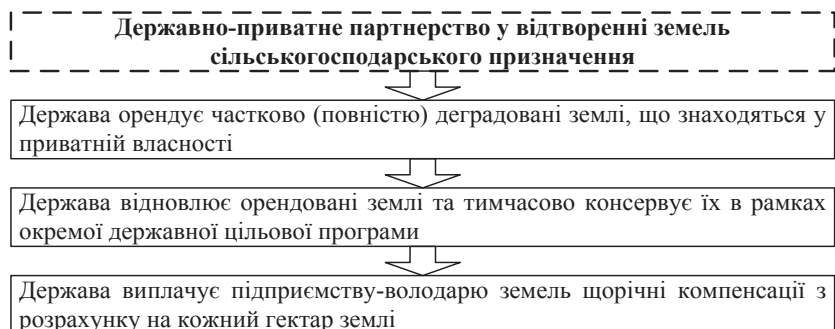 Державно-приватне партнерство у відтворенні земель
сільськогосподарського призначення
Держава орендує частково (повністю) деградовані землі, що знаходяться у
приватній власності
Держава відновлює орендовані землі та тимчасово консервує їх в рамках
окремої державної цільової програми
Держава виплачує підприємству-володарю земель щорічні компенсації з
розрахунку на кожний гектар землі